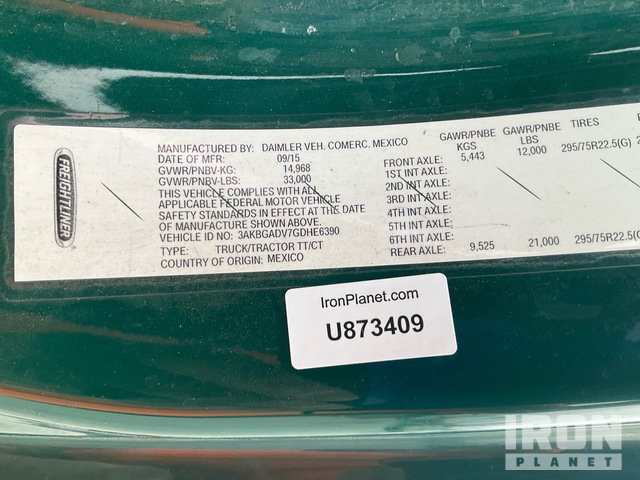 FREIGHTLINER
MANUFACTURED BY: DAIMLER VEH. COMERC. MEXICO
DATE OF MFR: 09/15
GVWR/PNBV-KG: 14,968
GVWR/PNBV-LBS: 33,000
THIS VEHICLE COMPLIES WITH ALL
APPLICABLE FEDERAL MOTOR VEHICLE
SAFETY STANDARDS IN EFFECT AT THE DATE
OF MANUFACTURE SHOWN ABOVE.
VEHICLE ID NO: 3AKBGADV7GDHE6390
TYPE: TRUCK/TRACTOR TT/CT
COUNTRY OF ORIGIN: MEXICO
GAWR/PNBE KGS GAWR/PNBE LBS TIRES
FRONT AXLE: 5,443 12,000 295/75R22.5(G)
1ST INT AXLE:
2ND INT AXLE:
3RD INT AXLE:
4TH INT AXLE:
5TH INT AXLE:
6TH INT AXLE:
REAR AXLE: 9,525 21,000 295/75R22.5(G
IronPlanet.com
U873409
IRON
PLANET